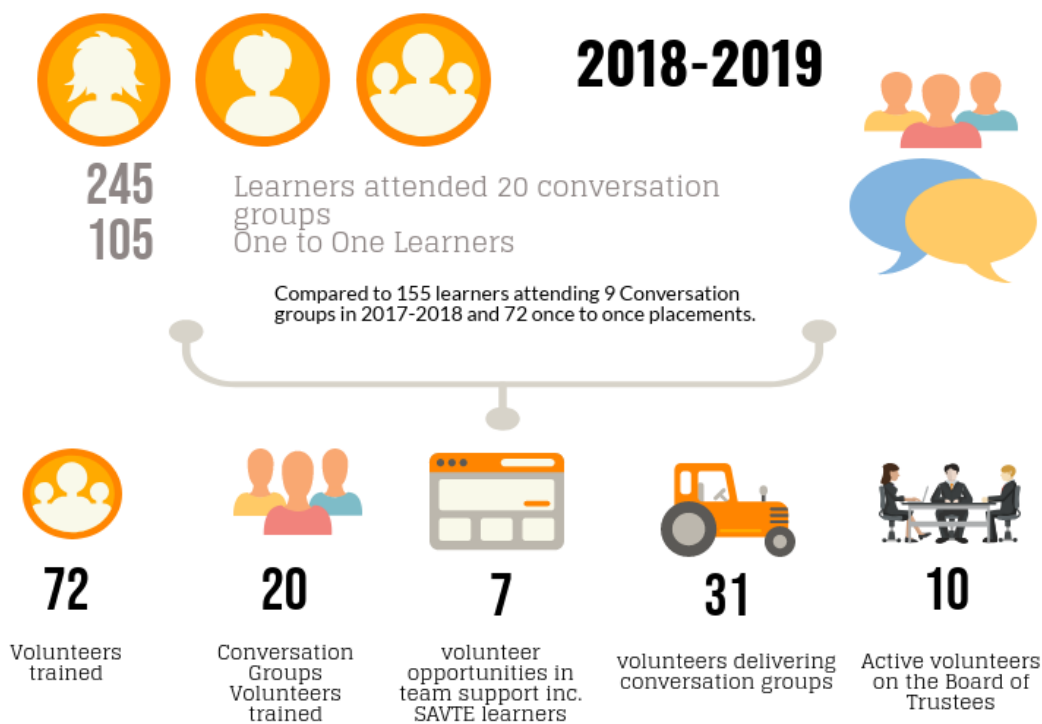 2018-2019
245
Learners attended 20 conversation
groups
105
One to One Learners
Compared to 155 learners attending 9 Conversation
groups in 2017-2018 and 72 once to once placements.
72
Volunteers
trained
20
Conversation
Groups
Volunteers
trained
7
volunteer
opportunities in
team support inc.
SAVTE learners
31
volunteers delivering
conversation groups
10
Active volunteers
on the Board of
Trustees